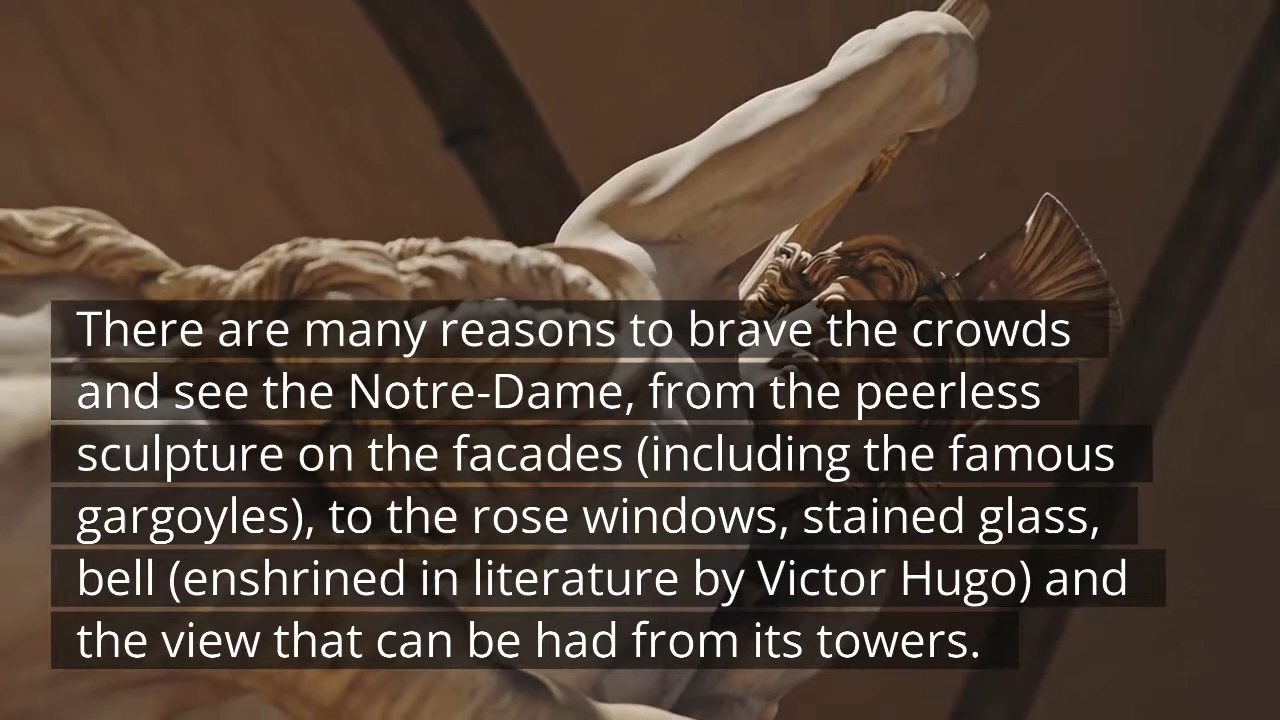 There are many reasons to brave the crowds
and see the Notre-Dame, from the peerless
sculpture on the facades (including the famous
gargoyles), to the rose windows, stained glass,
bell (enshrined in literature by Victor Hugo) and
the view that can be had from its towers.